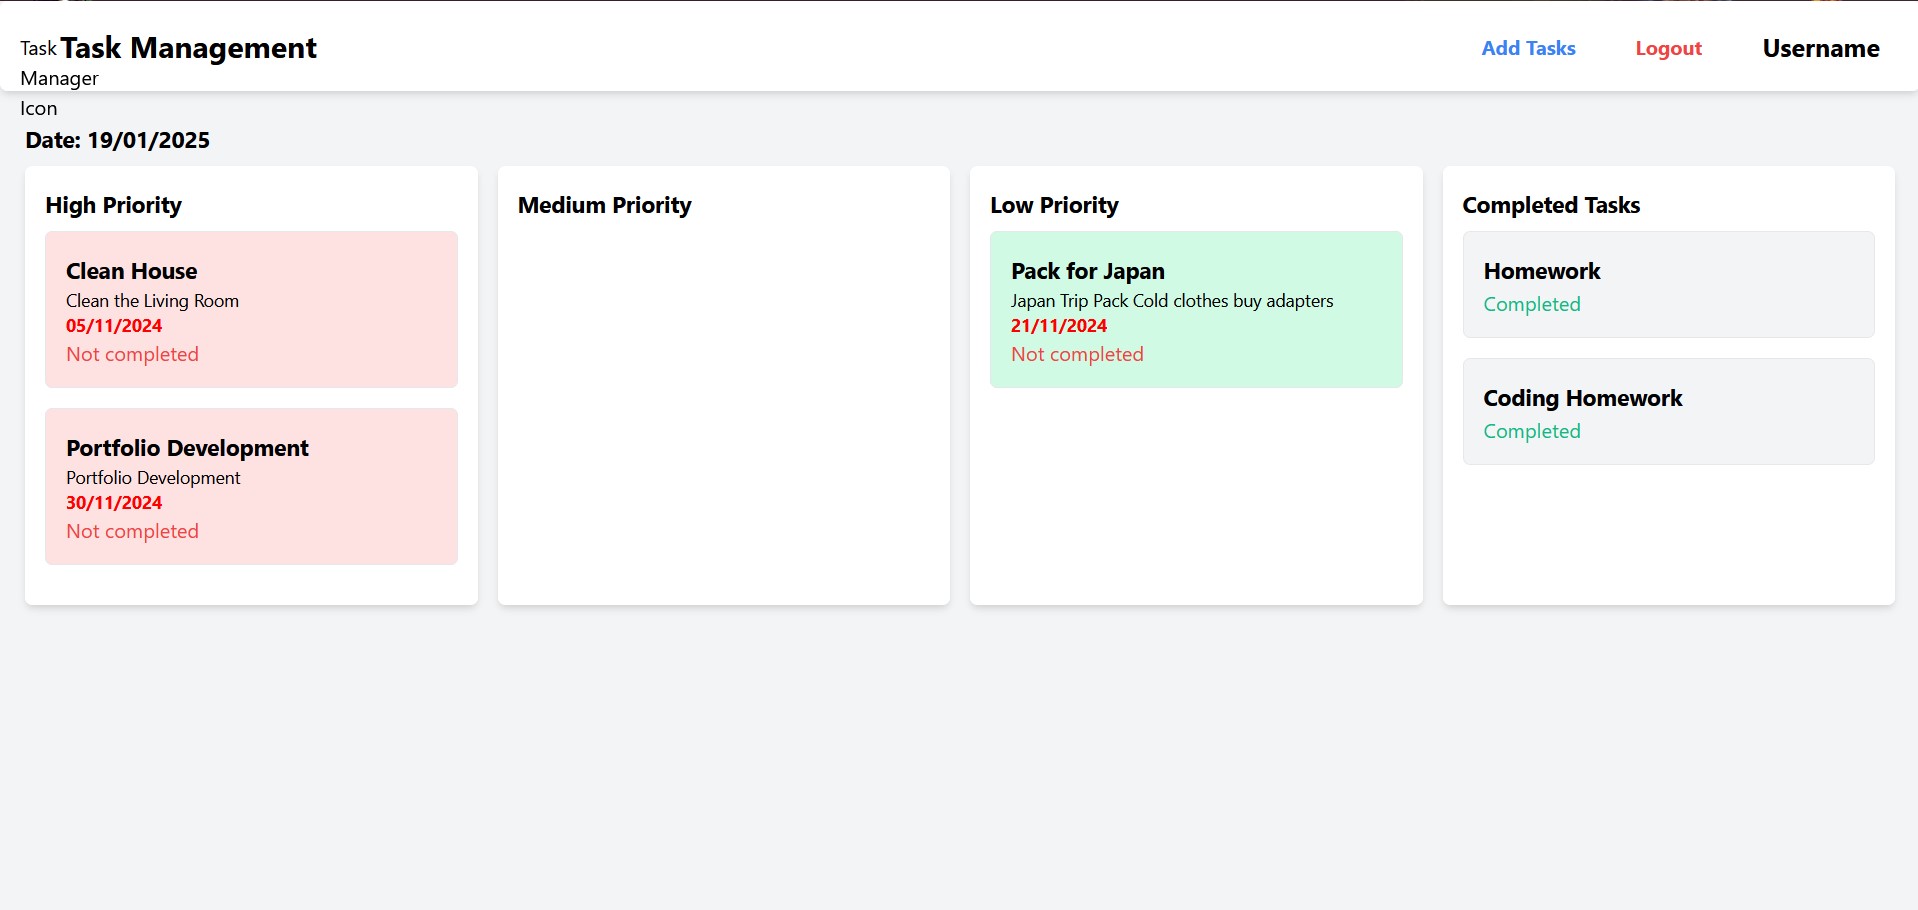 Task
Manager
Icon
Task Management
Add Tasks
Logout
Username
Date: 19/01/2025
High Priority
Clean House
Clean the Living Room
05/11/2024
Not completed
Portfolio Development
Portfolio Development
30/11/2024
Not completed
Medium Priority
Low Priority
Pack for Japan
Japan Trip Pack Cold clothes buy adapters
21/11/2024
Not completed
Completed Tasks
Homework
Completed
Coding Homework
Completed